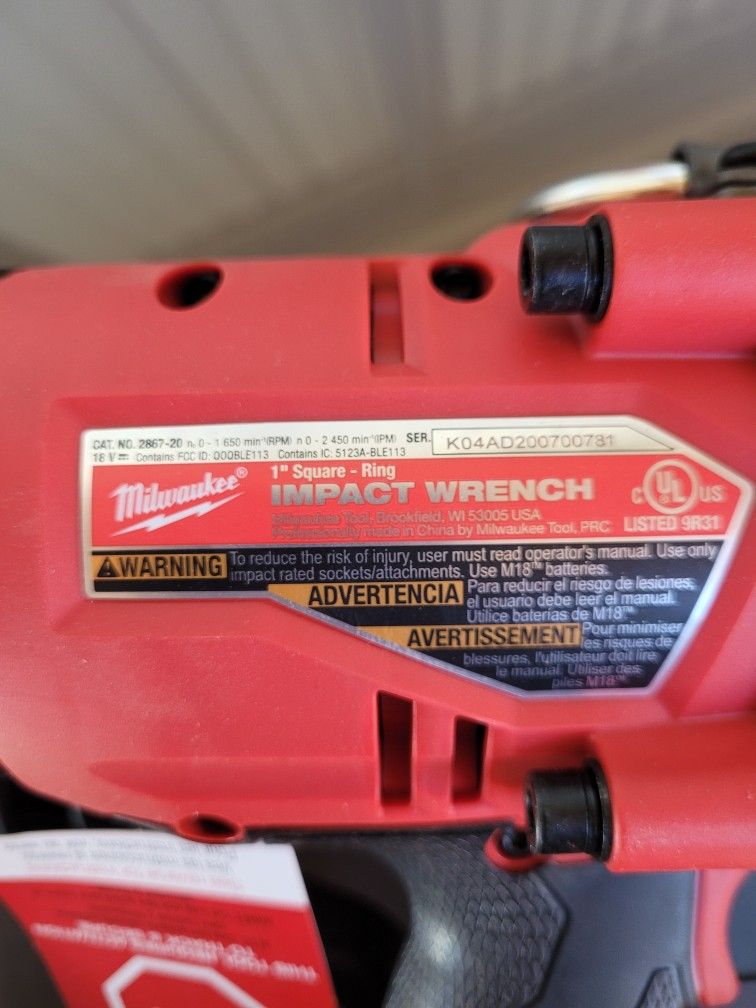 CAT. NO. 2867-20 n₀ 0 - 1 650 min⁻¹(RPM) n 0 - 2 450 min⁻¹(IPM) SER. K04AD200700781
18 V⎓ Contains FCC ID: OOOBLE113 Contains IC: 5123A-BLE113
Milwaukee®
1" Square - Ring
IMPACT WRENCH
Milwaukee Tool, Brookfield, WI 53005 USA
Professionally made in China by Milwaukee Tool, PRC
C UL US
LISTED 9R31
WARNING To reduce the risk of injury, user must read operator's manual. Use only
impact rated sockets/attachments. Use M18™ batteries.
ADVERTENCIA Para reducir el riesgo de lesiones,
el usuario debe leer el manual.
Utilice baterias de M18™.
AVERTISSEMENT Pour minimiser
les risques de
blessures, l'utilisateur doit lire
le manual. Utiliser des
piles M18™.